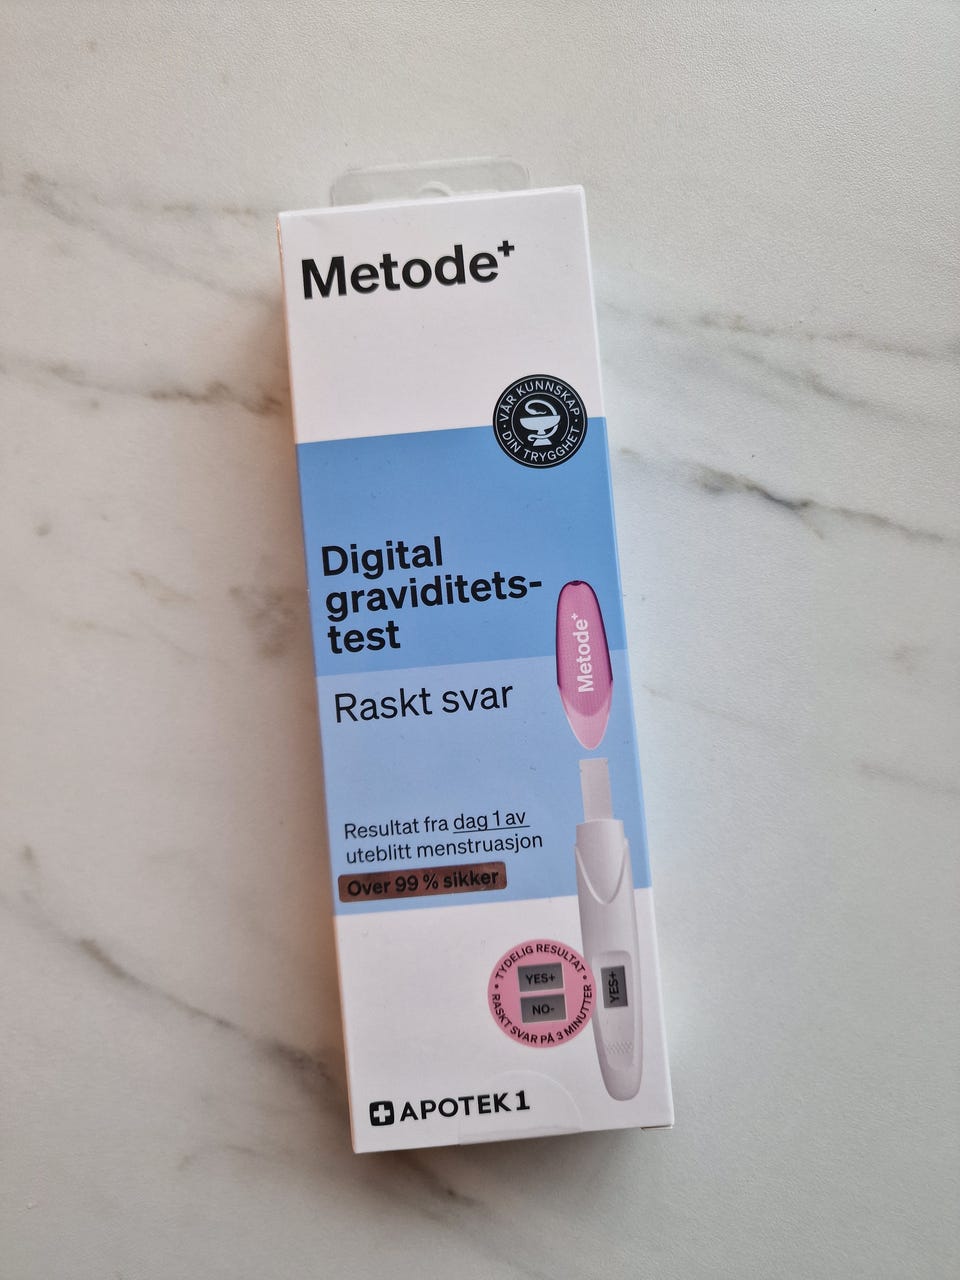 Metode+
VÅR KUNNSKAP
DIN TRYGGHET
Digital
graviditets-
test
Raskt svar
Metode+
Resultat fra dag 1 av
uteblitt menstruasjon
Over 99 % sikker
TYDELIG RESULTAT
YES+
NO-
RASKT SVAR PÅ 3 MINUTTER
YES+
APOTEK 1